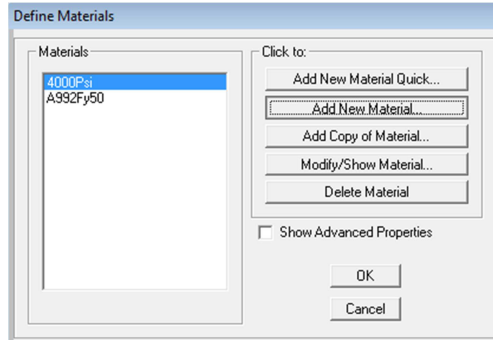 Define Materials
Materials
4000Psi
A992Fy50
Click to:
Add New Material Quick...
Add New Material...
Add Copy of Material...
Modify/Show Material...
Delete Material
Show Advanced Properties
OK
Cancel